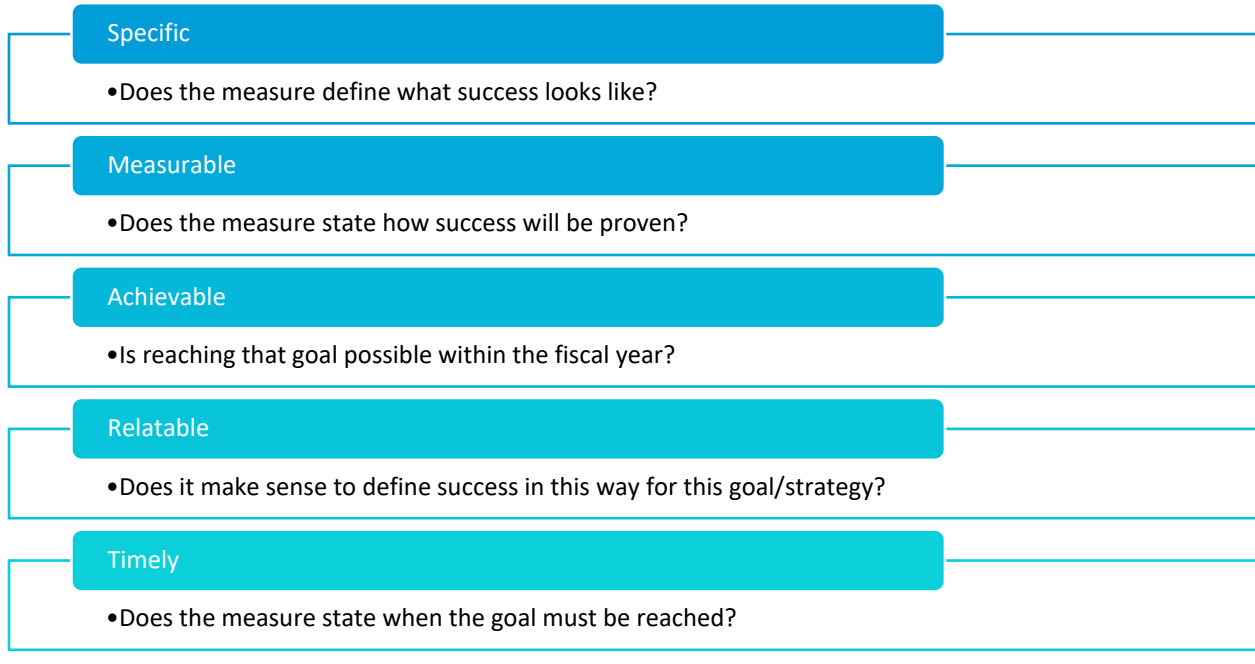 Specific
•Does the measure define what success looks like?
Measurable
•Does the measure state how success will be proven?
Achievable
•Is reaching that goal possible within the fiscal year?
Relatable
•Does it make sense to define success in this way for this goal/strategy?
Timely
•Does the measure state when the goal must be reached?